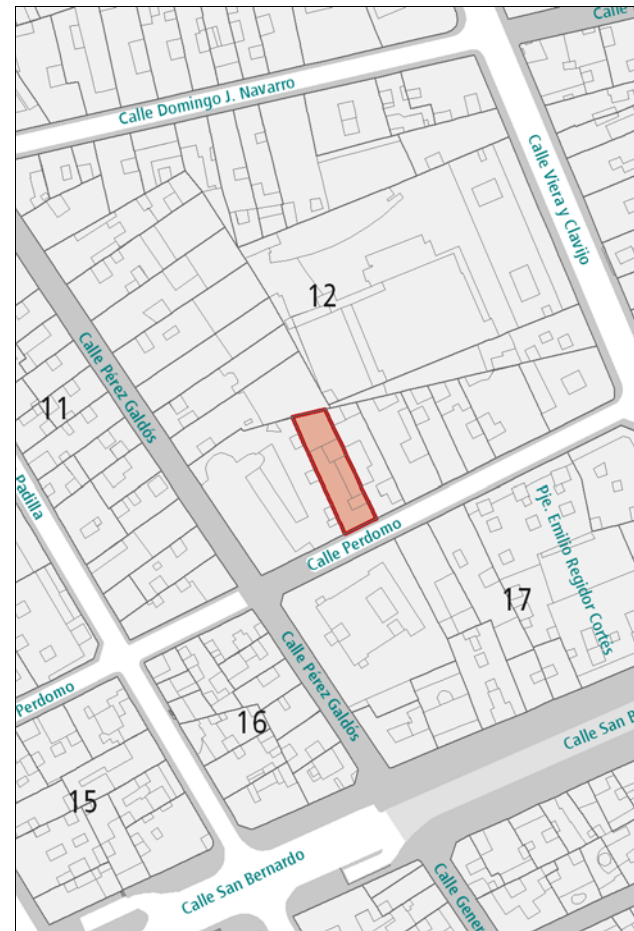 Calle
Calle Domingo J. Navarro
Calle Viera y Clavijo
12
Calle Pérez Galdós
11
Padilla
Calle Perdomo
Pje. Emilio Regidor Cortés
17
Calle Pérez Galdós
Perdomo
16
Calle San B
15
Calle San Bernardo
Calle Gener